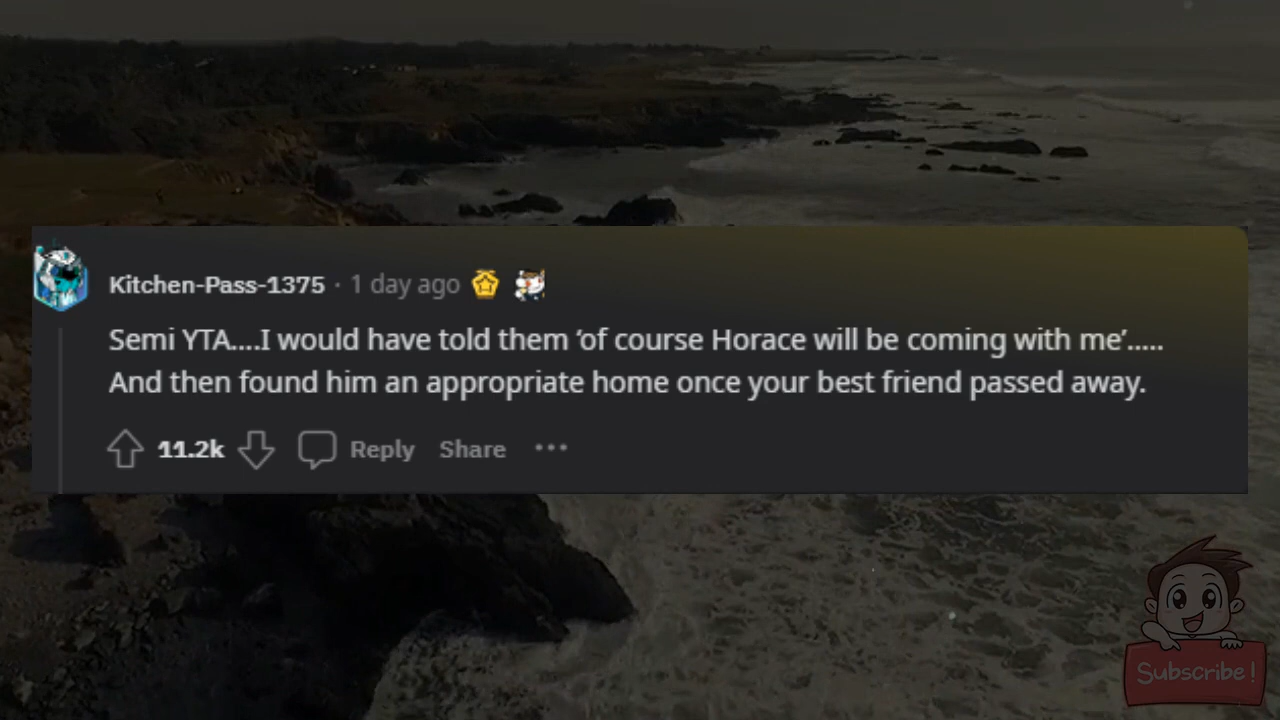 Kitchen-Pass-1375 · 1 day ago
Semi YTA....I would have told them ‘of course Horace will be coming with me’.....
And then found him an appropriate home once your best friend passed away.
11.2k Reply Share ···
Subscribe!